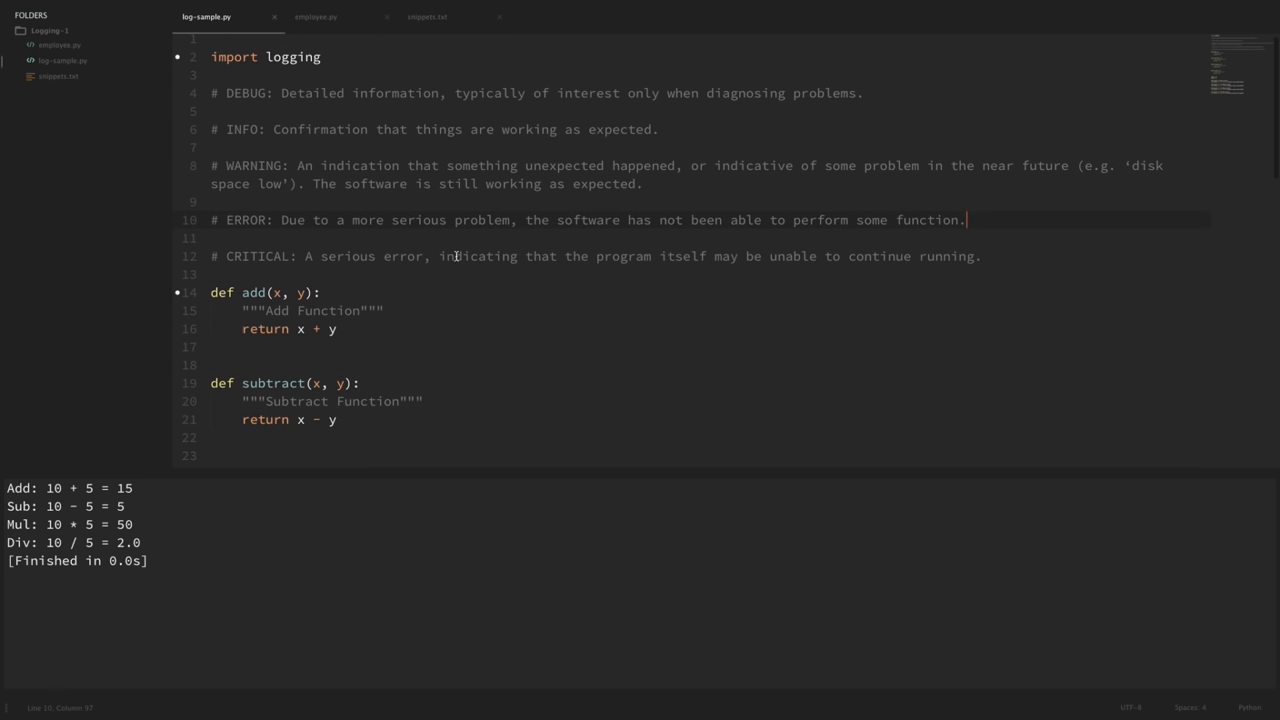 FOLDERS
Logging-1
employee.py
log-sample.py
snippets.txt
log-sample.py × employee.py × snippets.txt ×
1
2 import logging
3
4 # DEBUG: Detailed information, typically of interest only when diagnosing problems.
5
6 # INFO: Confirmation that things are working as expected.
7
8 # WARNING: An indication that something unexpected happened, or indicative of some problem in the near future (e.g. ‘disk
space low’). The software is still working as expected.
9
10 # ERROR: Due to a more serious problem, the software has not been able to perform some function.
11
12 # CRITICAL: A serious error, indicating that the program itself may be unable to continue running.
13
14 def add(x, y):
15 """Add Function"""
16 return x + y
17
18
19 def subtract(x, y):
20 """Subtract Function"""
21 return x - y
22
23
Add: 10 + 5 = 15
Sub: 10 - 5 = 5
Mul: 10 * 5 = 50
Div: 10 / 5 = 2.0
[Finished in 0.0s]
Line 10, Column 97 UTF-8 Spaces: 4 Python